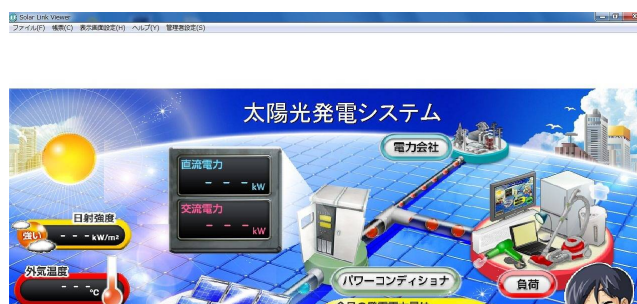 Solar Link Viewer
ファイル(F) 帳票(C) 表示画面設定(H) ヘルプ(Y) 管理者設定(S)
太陽光発電システム
電力会社
直流電力
- - - kW
交流電力
- - - kW
日射強度
強い
- - - kW/m²
外気温度
- - -℃
パワーコンディショナ
負荷